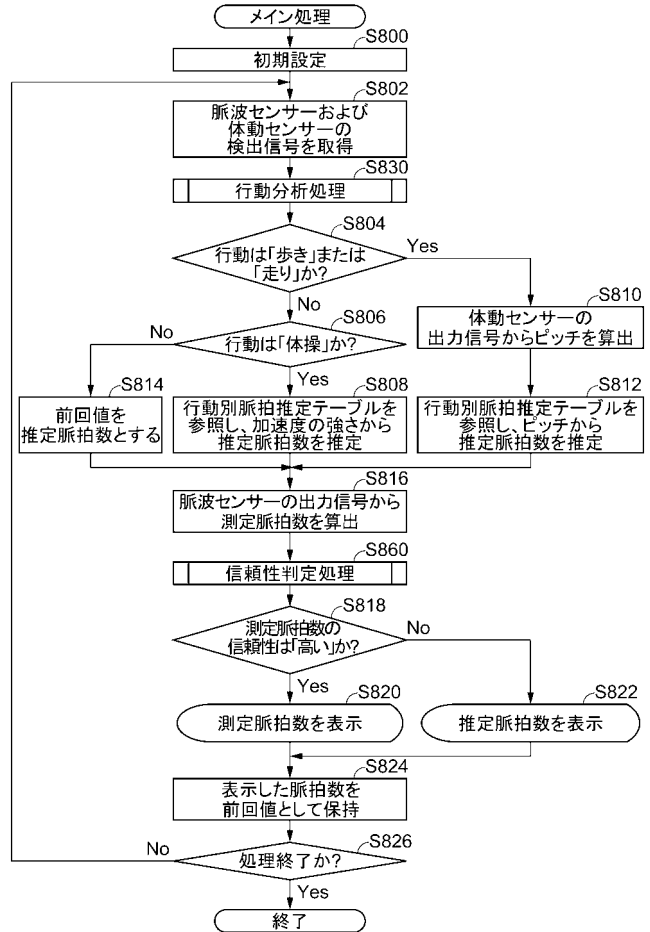 メイン処理
S800
初期設定
S802
脈波センサーおよび
体動センサーの
検出信号を取得
S830
行動分析処理
S804
行動は「歩き」または
「走り」か?
Yes
No
S810
体動センサーの
出力信号からピッチを算出
S806
行動は「体操」か?
No
Yes
S814
前回値を
推定脈拍数とする
S808
行動別脈拍推定テーブルを
参照し、加速度の強さから
推定脈拍数を推定
S812
行動別脈拍推定テーブルを
参照し、ピッチから
推定脈拍数を推定
S816
脈波センサーの出力信号から
測定脈拍数を算出
S860
信頼性判定処理
S818
測定脈拍数の
信頼性は「高い」か?
No
Yes
S820
測定脈拍数を表示
S822
推定脈拍数を表示
S824
表示した脈拍数を
前回値として保持
S826
処理終了か?
No
Yes
終了